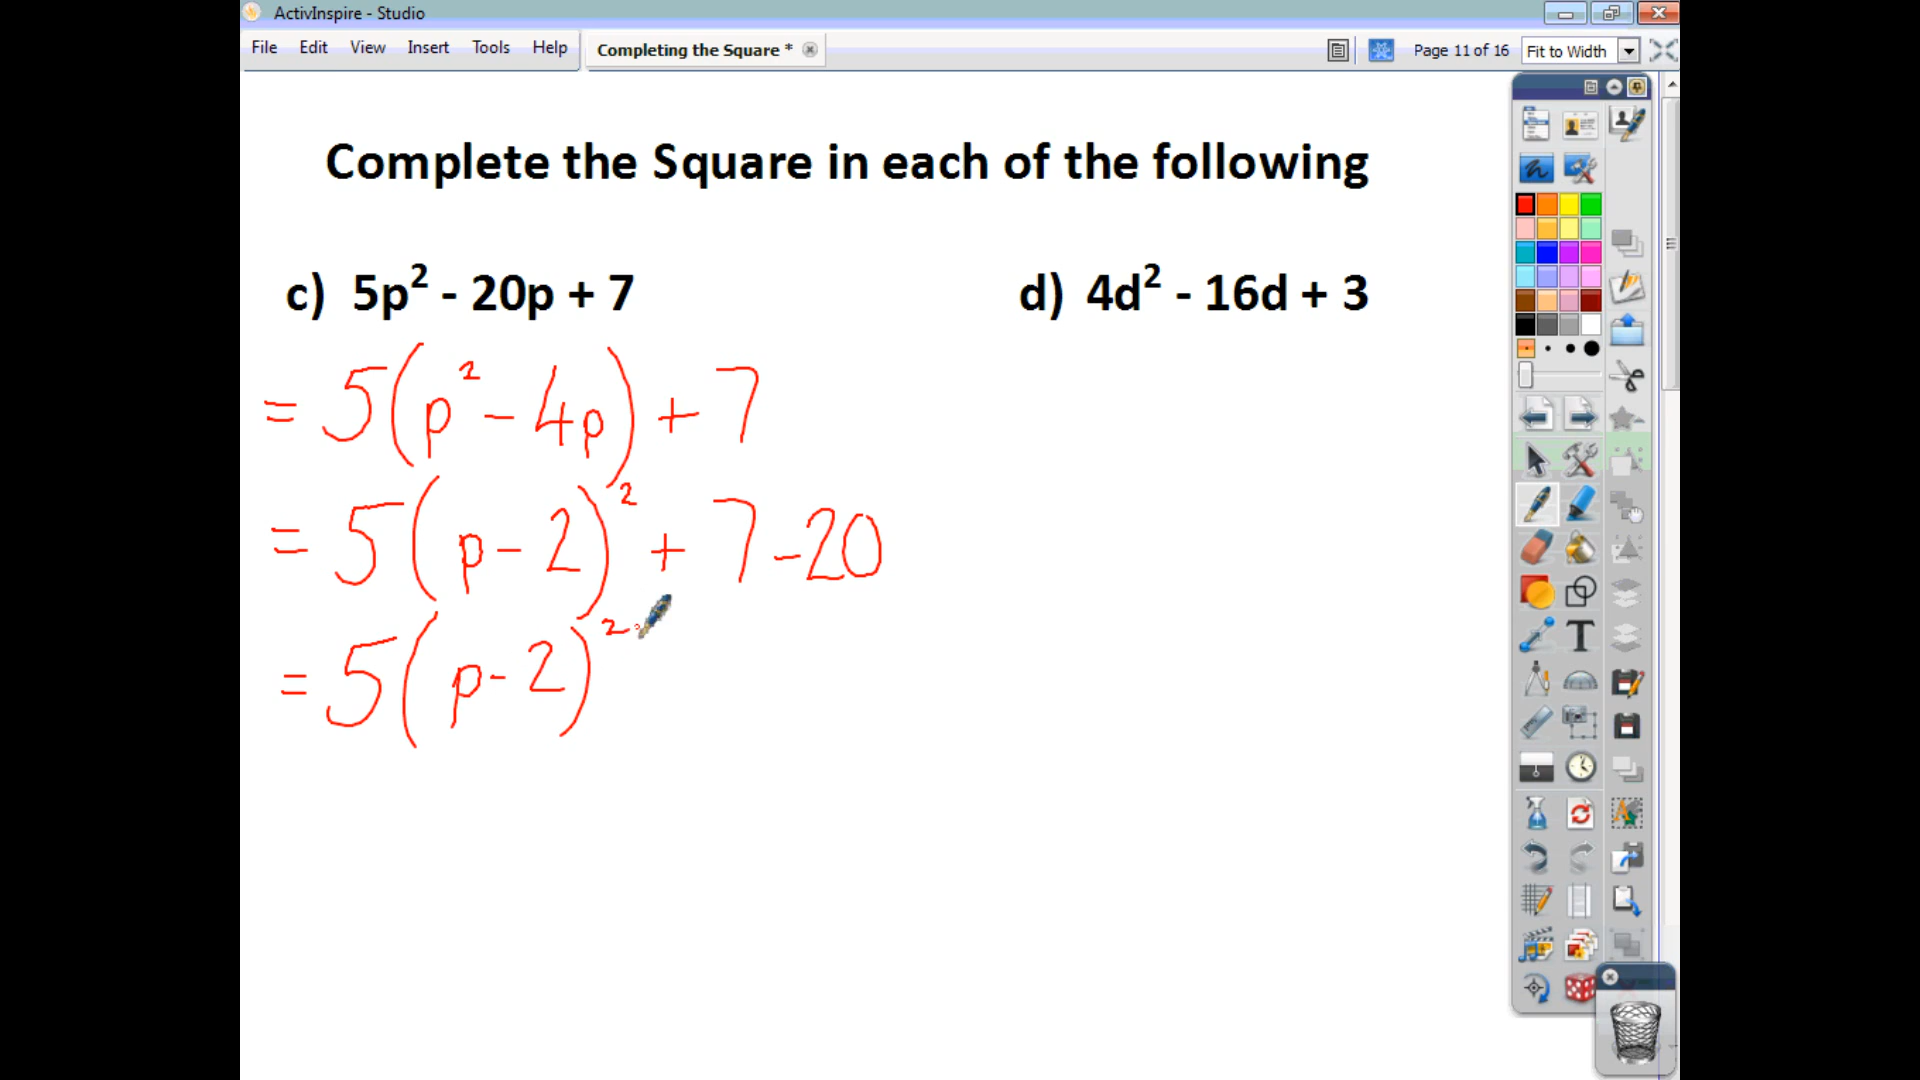 ActivInspire - Studio
File Edit View Insert Tools Help Completing the Square * Page 11 of 16 Fit to Width
Complete the Square in each of the following
c) 5p² - 20p + 7
= 5(p² - 4p) + 7
= 5(p - 2)² + 7 - 20
= 5(p - 2)²
d) 4d² - 16d + 3